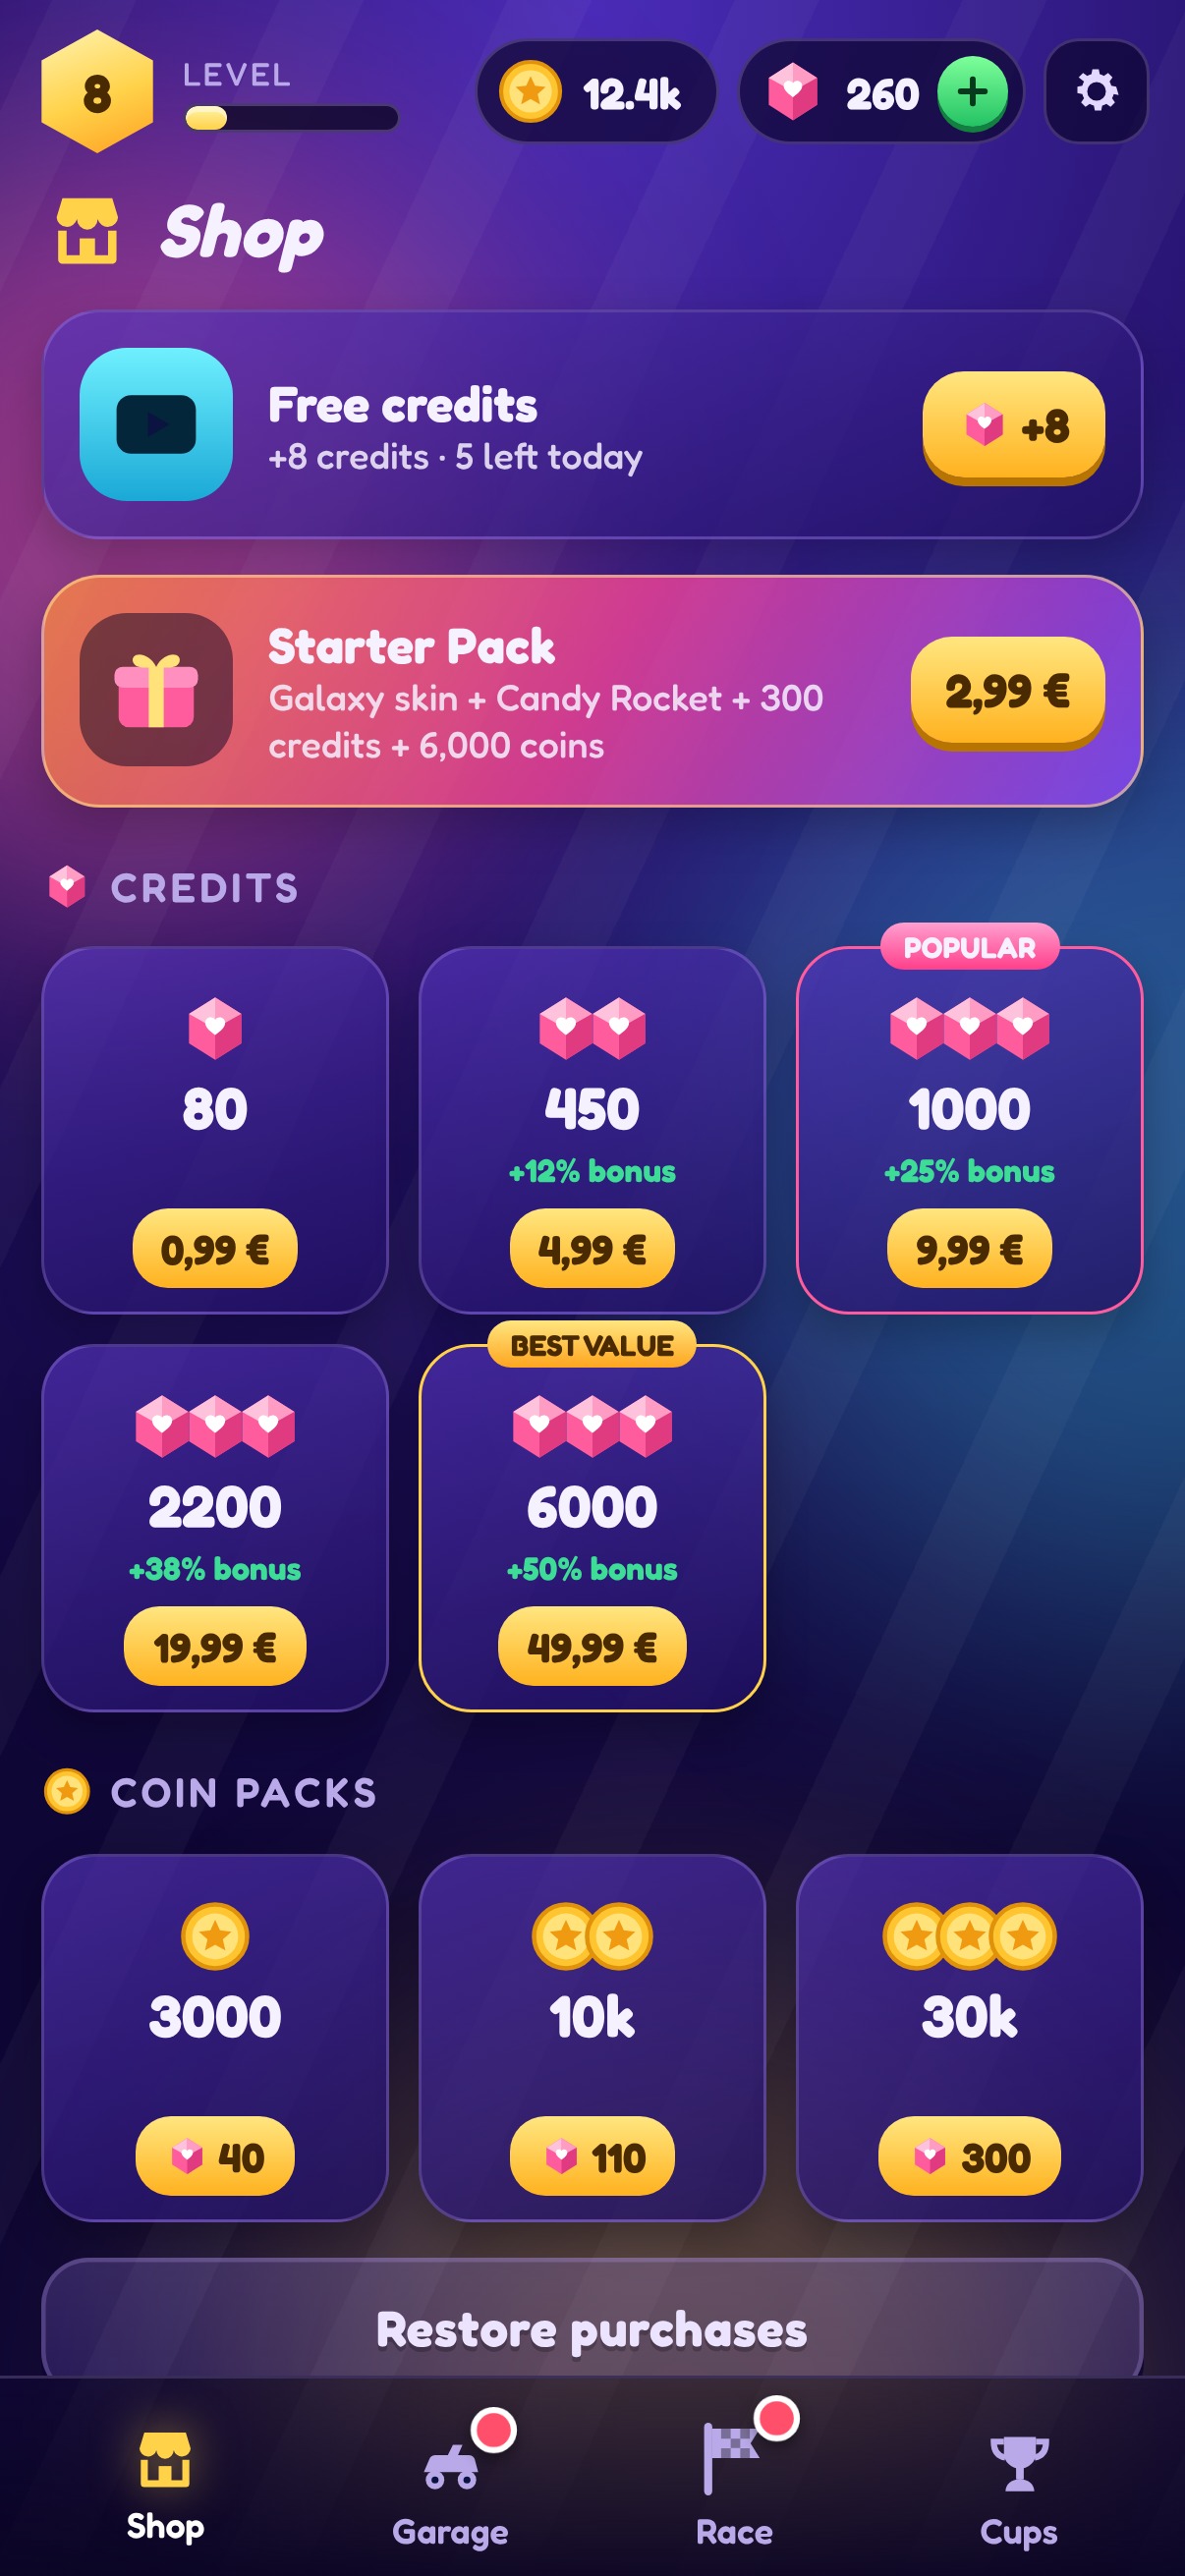 8
LEVEL
12.4k
260
Shop
Free credits
+8 credits · 5 left today
+8
Starter Pack
Galaxy skin + Candy Rocket + 300
credits + 6,000 coins
2,99 €
CREDITS
POPULAR
80
450
1000
+12% bonus
+25% bonus
0,99 €
4,99 €
9,99 €
BEST VALUE
2200
6000
+38% bonus
+50% bonus
19,99 €
49,99 €
COIN PACKS
3000
10k
30k
40
110
300
Restore purchases
Shop
Garage
Race
Cups